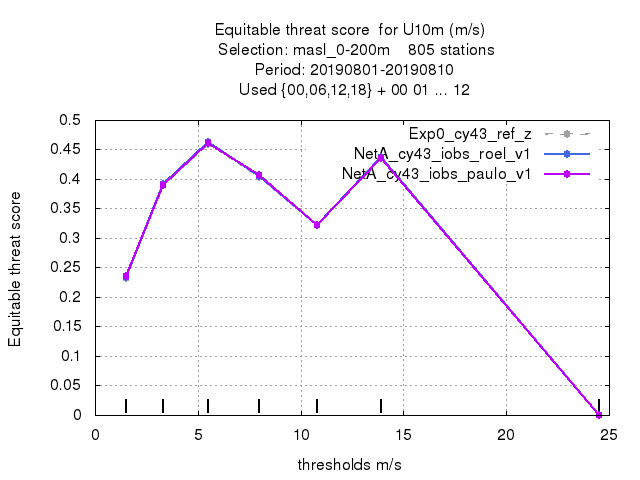 Equitable threat score for U10m (m/s)
Selection: masl_0-200m 805 stations
Period: 20190801-20190810
Used {00,06,12,18} + 00 01 ... 12
Exp0_cy43_ref_z
NetA_cy43_iobs_roel_v1
NetA_cy43_iobs_paulo_v1
Equitable threat score
0.5
0.45
0.4
0.35
0.3
0.25
0.2
0.15
0.1
0.05
0
0 5 10 15 20 25
thresholds m/s